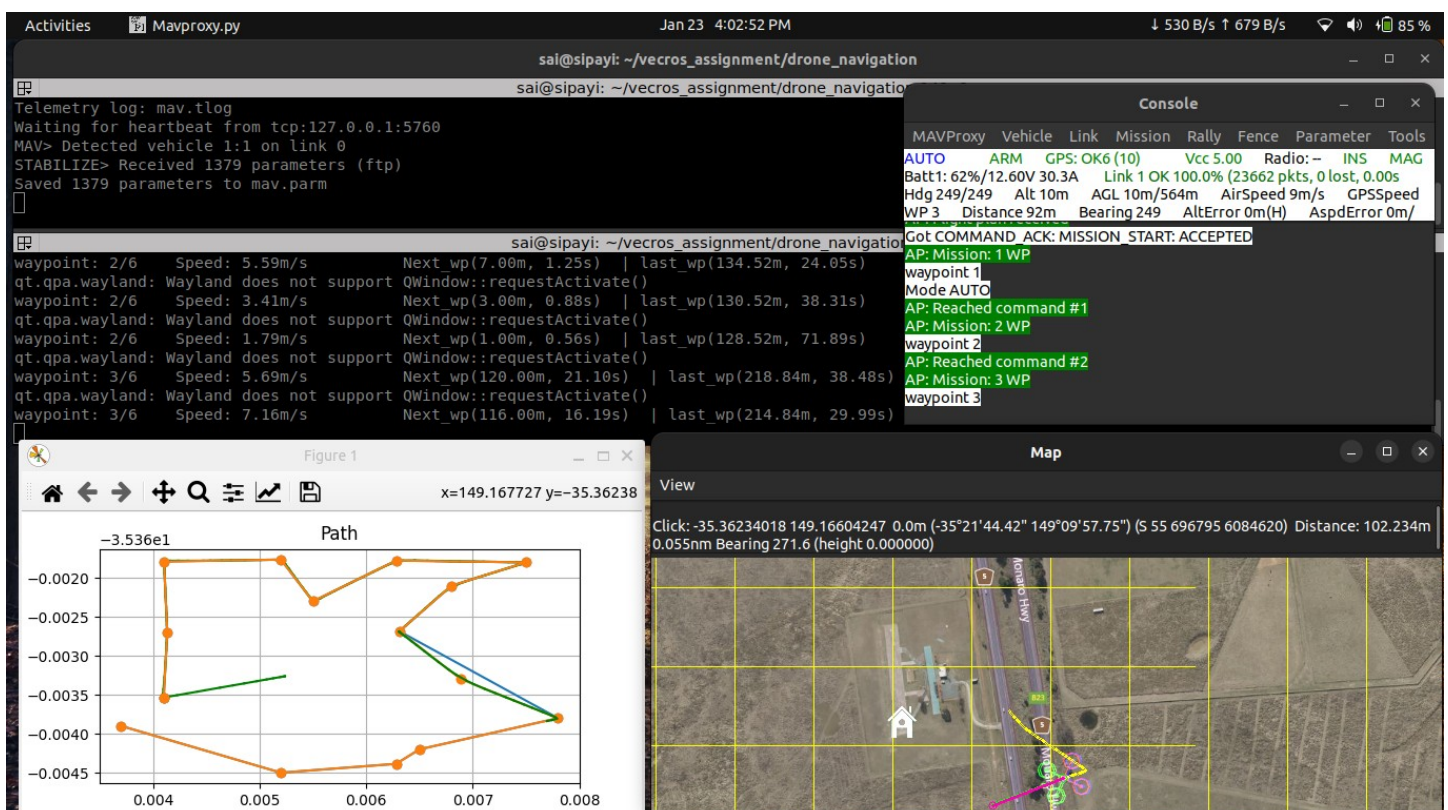 Activities Mavproxy.py Jan 23 4:02:52 PM ↓ 530 B/s ↑ 679 B/s 85 %
sai@sipayi: ~/vecros_assignment/drone_navigation
sai@sipayi: ~/vecros_assignment/drone_navigatio
Telemetry log: mav.tlog
Waiting for heartbeat from tcp:127.0.0.1:5760
MAV> Detected vehicle 1:1 on link 0
STABILIZE> Received 1379 parameters (ftp)
Saved 1379 parameters to mav.parm
sai@sipayi: ~/vecros_assignment/drone_navigation
waypoint: 2/6 Speed: 5.59m/s Next_wp(7.00m, 1.25s) | last_wp(134.52m, 24.05s)
qt.qpa.wayland: Wayland does not support QWindow::requestActivate()
waypoint: 2/6 Speed: 3.41m/s Next_wp(3.00m, 0.88s) | last_wp(130.52m, 38.31s)
qt.qpa.wayland: Wayland does not support QWindow::requestActivate()
waypoint: 2/6 Speed: 1.79m/s Next_wp(1.00m, 0.56s) | last_wp(128.52m, 71.89s)
qt.qpa.wayland: Wayland does not support QWindow::requestActivate()
waypoint: 3/6 Speed: 5.69m/s Next_wp(120.00m, 21.10s) | last_wp(218.84m, 38.48s)
qt.qpa.wayland: Wayland does not support QWindow::requestActivate()
waypoint: 3/6 Speed: 7.16m/s Next_wp(116.00m, 16.19s) | last_wp(214.84m, 29.99s)
Console
MAVProxy Vehicle Link Mission Rally Fence Parameter Tools
AUTO ARM GPS: OK6 (10) Vcc 5.00 Radio: -- INS MAG
Batt1: 62%/12.60V 30.3A Link 1 OK 100.0% (23662 pkts, 0 lost, 0.00s
Hdg 249/249 Alt 10m AGL 10m/564m AirSpeed 9m/s GPSSpeed
WP 3 Distance 92m Bearing 249 AltError 0m(H) AspdError 0m/
Got COMMAND_ACK: MISSION_START: ACCEPTED
AP: Mission: 1 WP
waypoint 1
Mode AUTO
AP: Reached command #1
AP: Mission: 2 WP
waypoint 2
AP: Reached command #2
AP: Mission: 3 WP
waypoint 3
Figure 1
x=149.167727 y=−35.36238
Path
−3.536e1
−0.0020
−0.0025
−0.0030
−0.0035
−0.0040
−0.0045
0.004 0.005 0.006 0.007 0.008
Map
View
Click: -35.36234018 149.16604247 0.0m (-35°21'44.42" 149°09'57.75") (S 55 696795 6084620) Distance: 102.234m
0.055nm Bearing 271.6 (height 0.000000)
5
Monaro Hwy
823
5